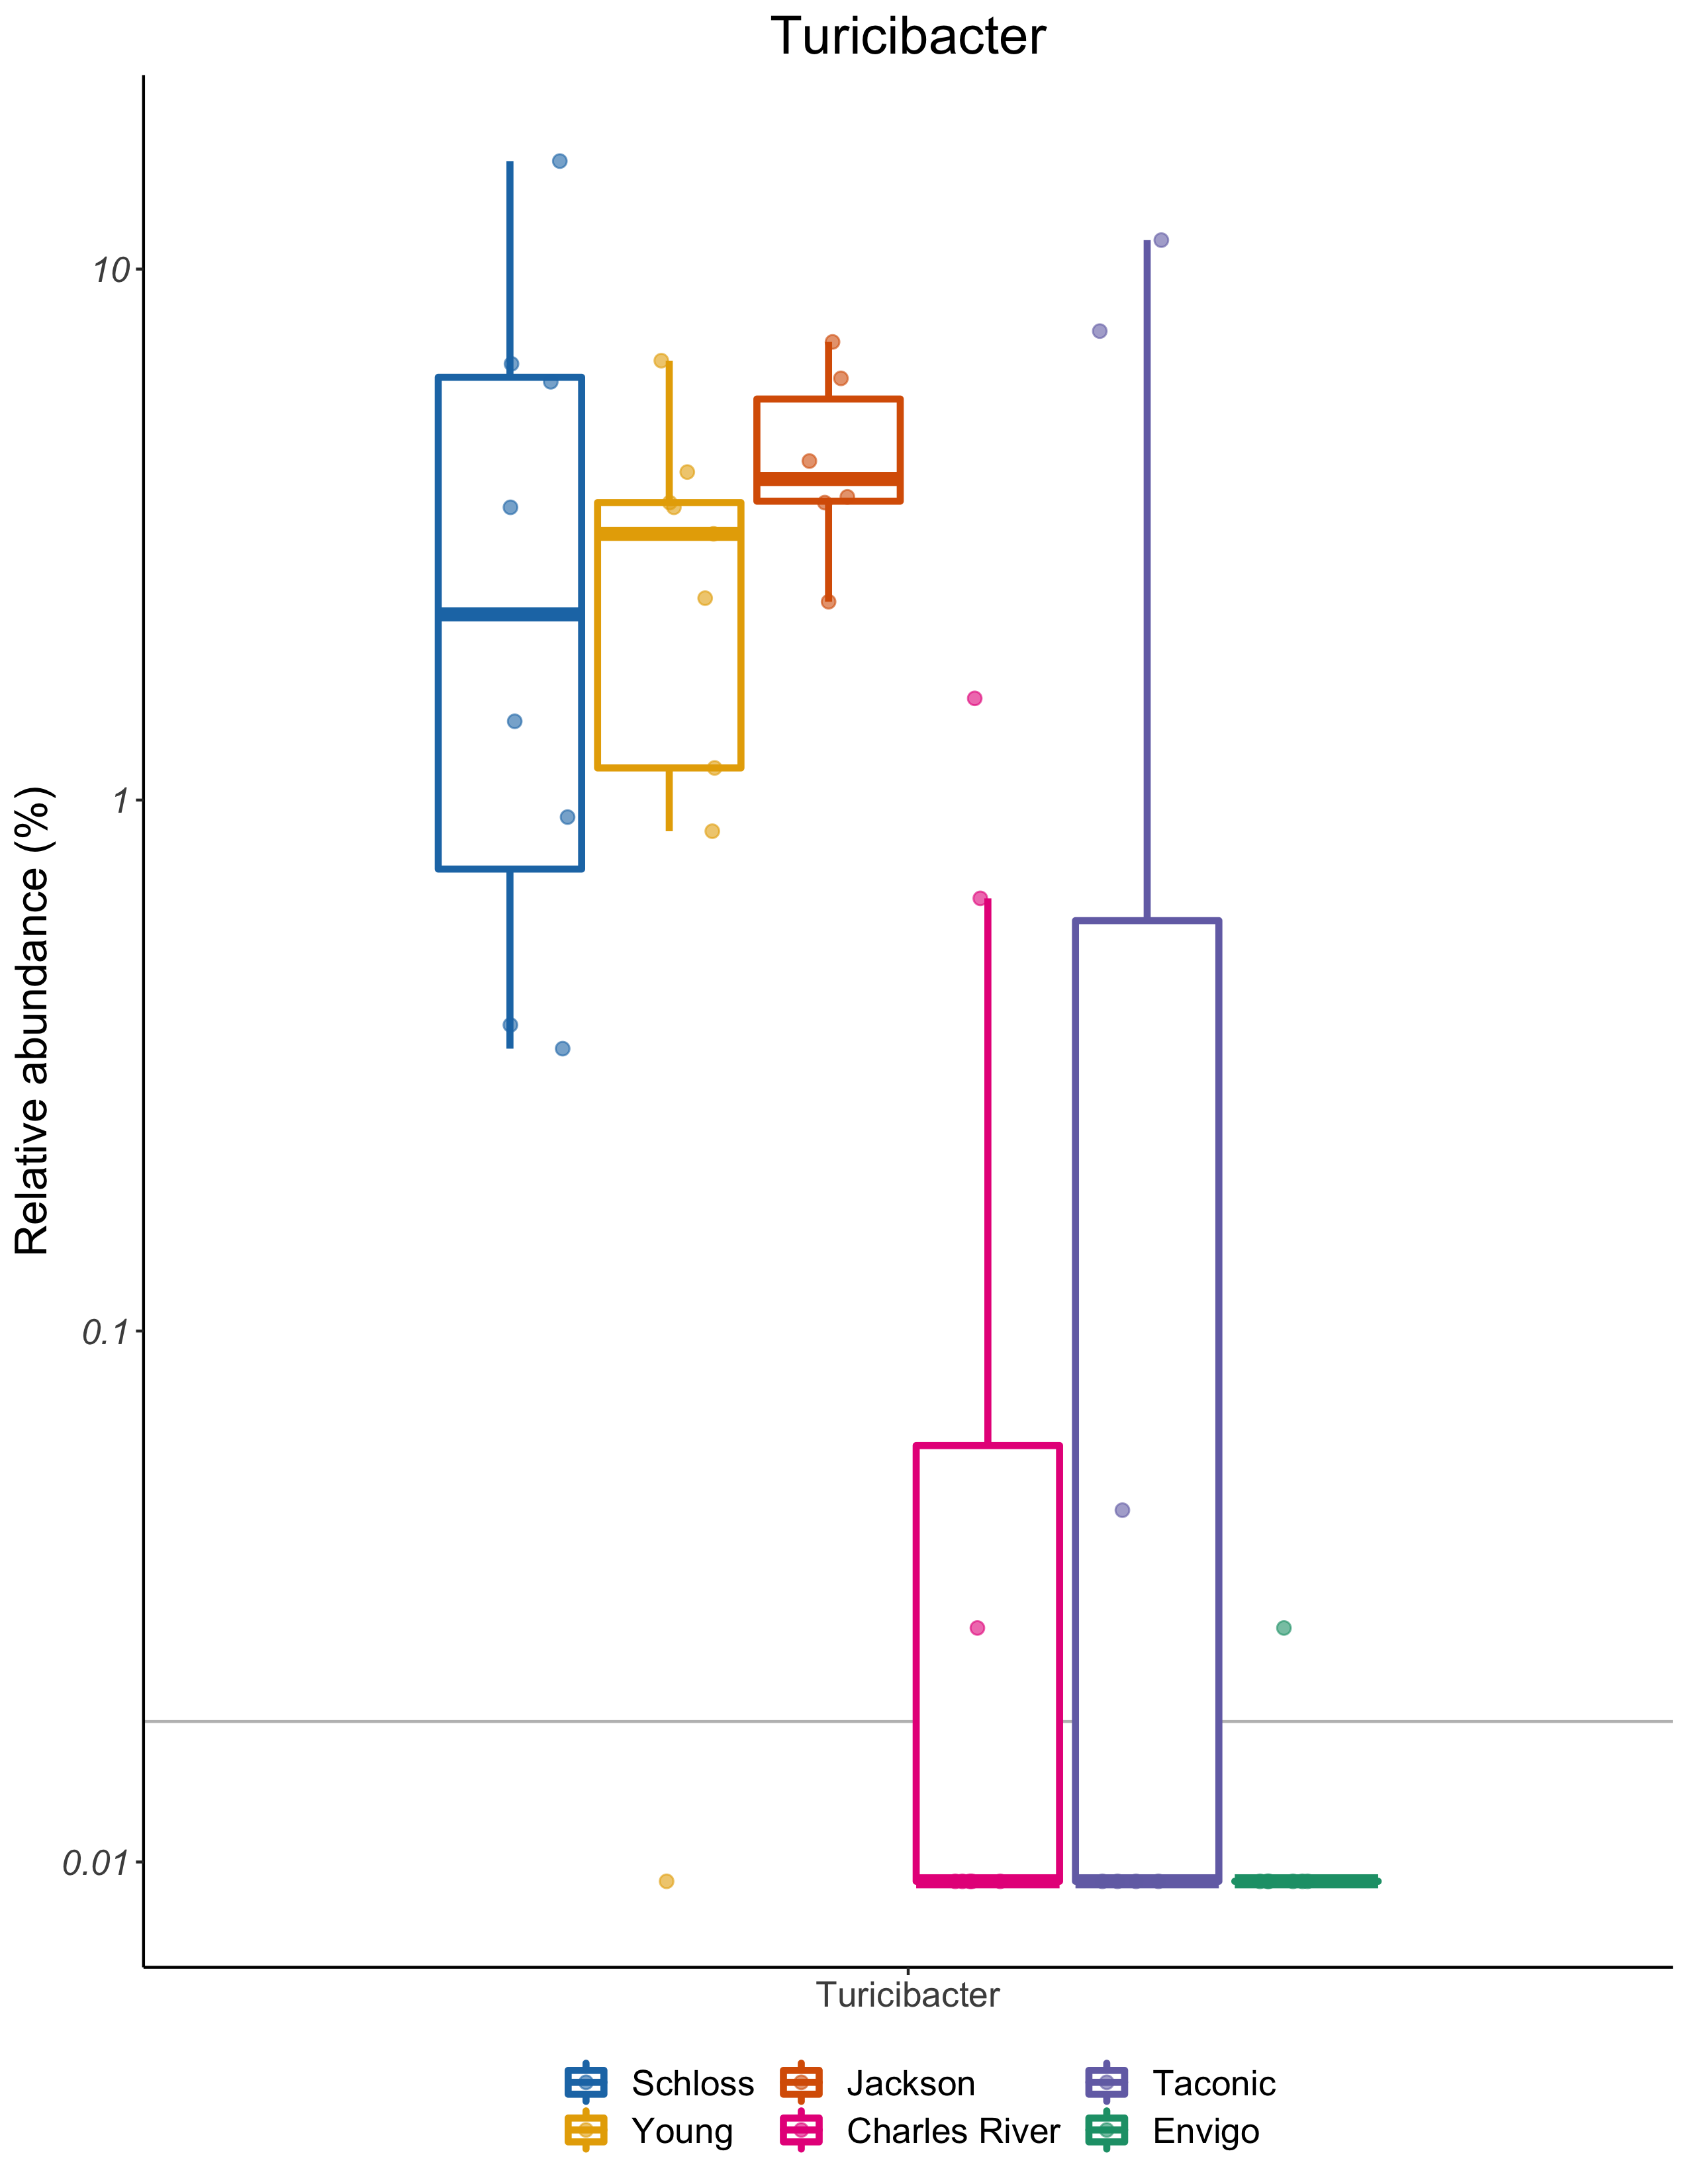 Turicibacter
Relative abundance (%)
10
1
0.1
0.01
Turicibacter
Schloss
Jackson
Taconic
Young
Charles River
Envigo